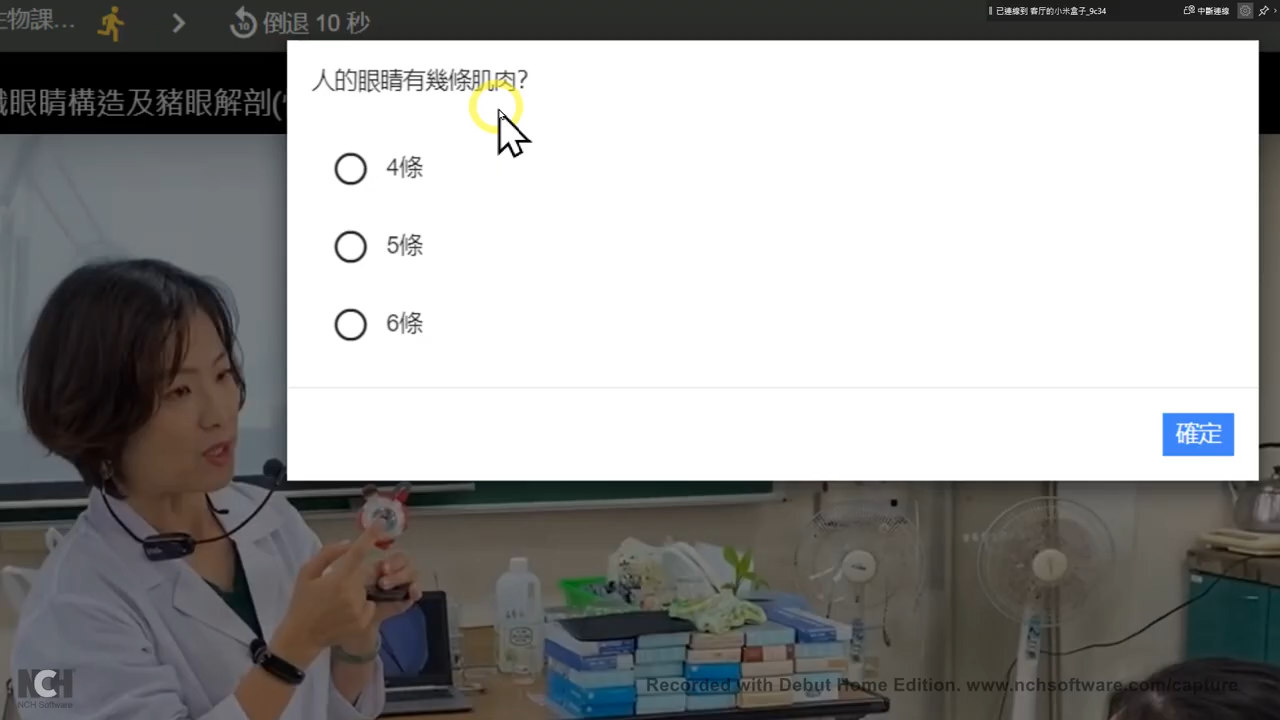 生物課...
倒退 10 秒
10
已連線到 客厅的小米盒子_9c34
中斷連線
眼睛構造及豬眼解剖(
人的眼睛有幾條肌肉?
4條
5條
6條
確定
NCH
NCH Software
Recorded with Debut Home Edition. www.nchsoftware.com/capture